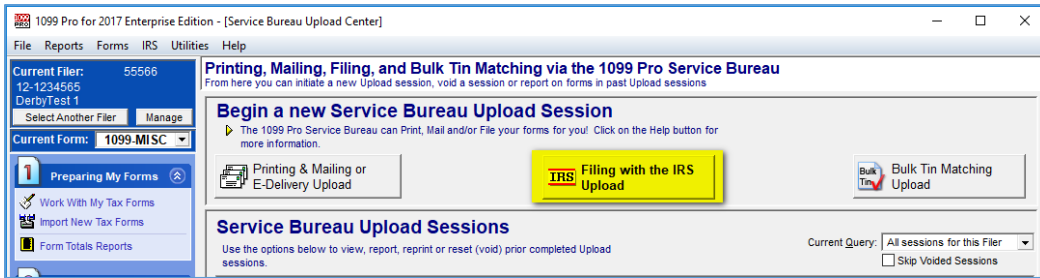 1099 PRO
1099 Pro for 2017 Enterprise Edition - [Service Bureau Upload Center]
File Reports Forms IRS Utilities Help
Current Filer: 55566
12-1234565
DerbyTest 1
Select Another Filer Manage
Current Form: 1099-MISC
1 Preparing My Forms
Work With My Tax Forms
Import New Tax Forms
Form Totals Reports
Printing, Mailing, Filing, and Bulk Tin Matching via the 1099 Pro Service Bureau
From here you can initiate a new Upload session, void a session or report on forms in past Upload sessions
Begin a new Service Bureau Upload Session
The 1099 Pro Service Bureau can Print, Mail and/or File your forms for you! Click on the Help button for
more information.
Printing & Mailing or
E-Delivery Upload
IRS Filing with the IRS
Upload
Bulk Tin Bulk Tin Matching
Upload
Service Bureau Upload Sessions
Use the options below to view, report, reprint or reset (void) prior completed Upload
sessions.
Current Query: All sessions for this Filer
Skip Voided Sessions